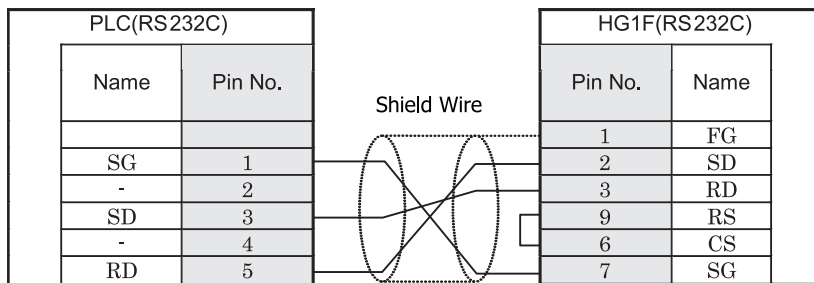 PLC(RS232C) HG1F(RS232C)
Name Pin No. Pin No. Name
Shield Wire
1 FG
SG 1 2 SD
- 2 3 RD
SD 3 9 RS
- 4 6 CS
RD 5 7 SG